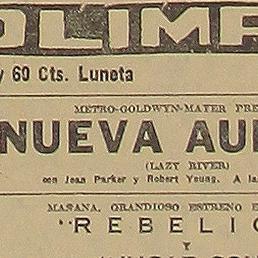 OLIMP
y 60 Cts. Luneta
METRO-GOLDWYN-MAYER PRE
NUEVA AU
(LAZY RIVER)
con Jean Parker y Robert Young. A la
MAÑANA, GRANDIOSO ESTRENO E
"REBELIO
Y